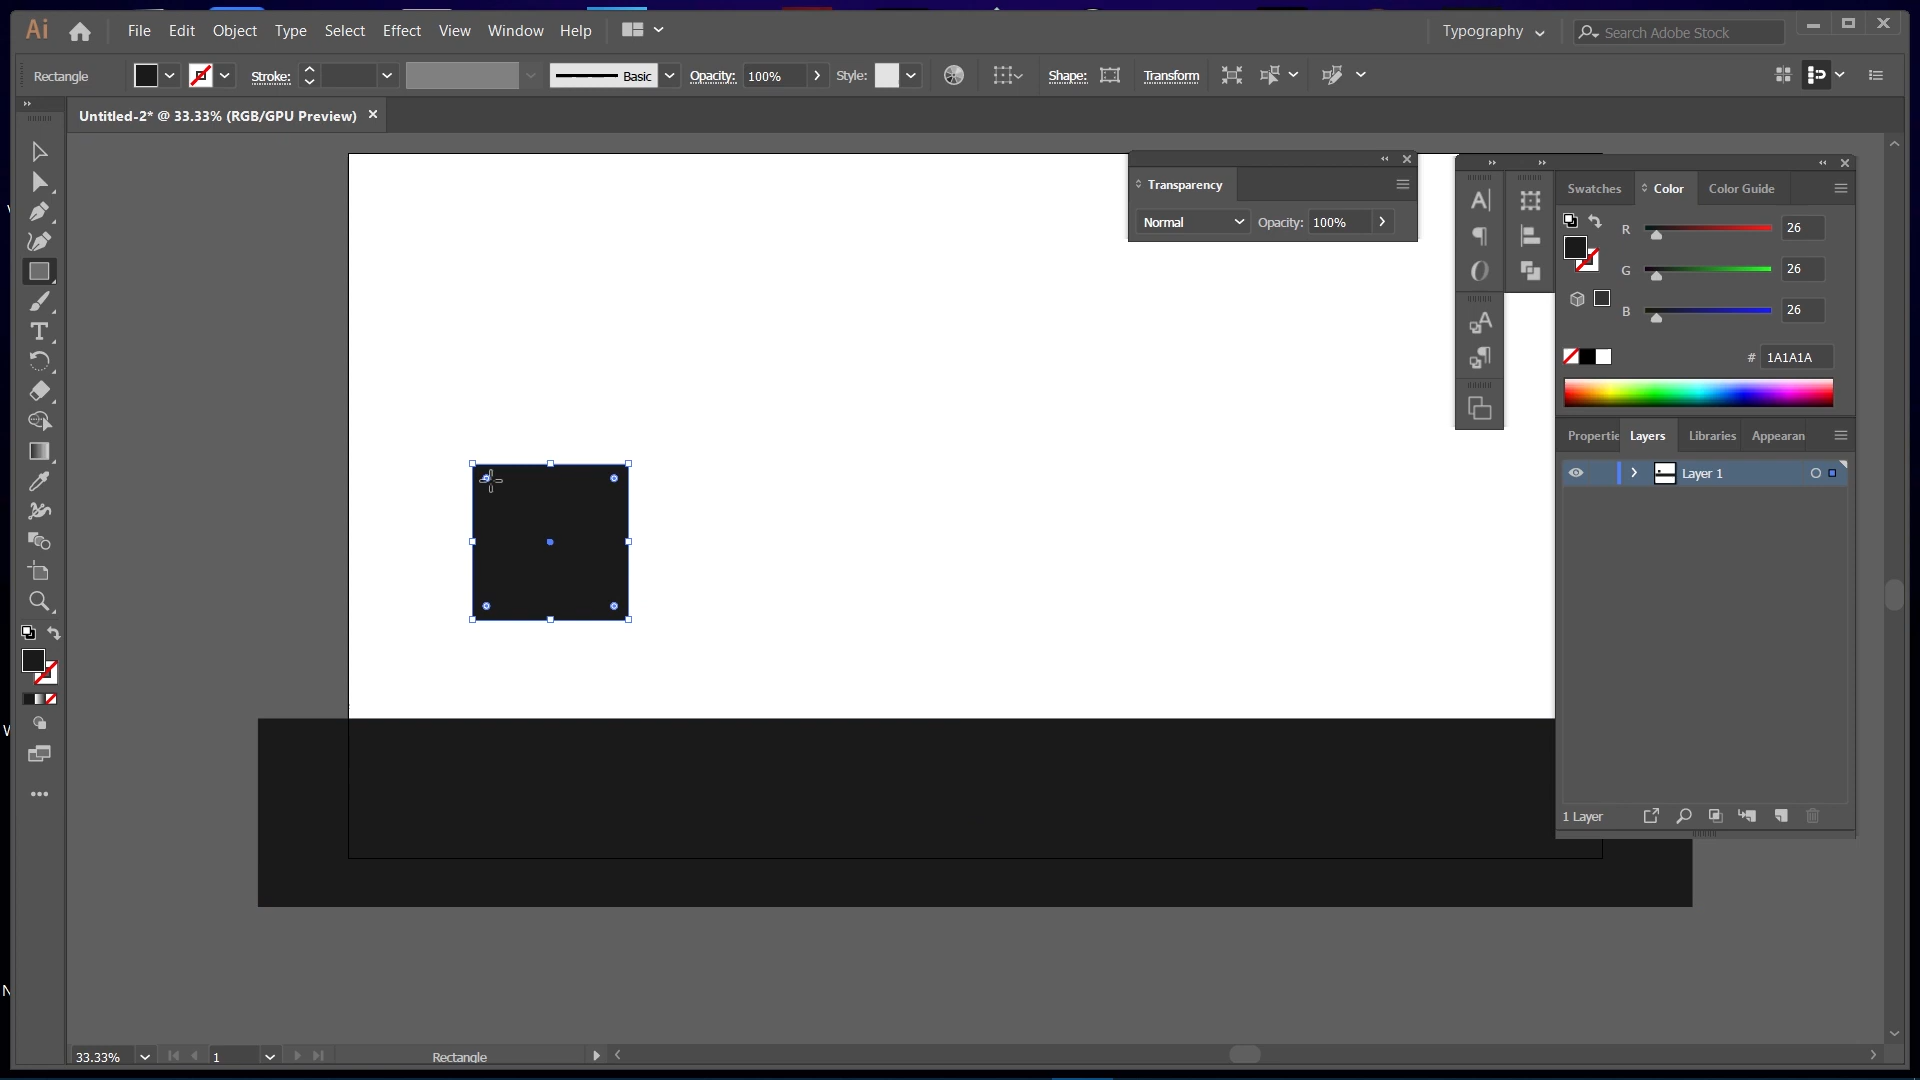 Ai File Edit Object Type Select Effect View Window Help Typography Search Adobe Stock
Rectangle Stroke: Basic Opacity: 100% Style: Shape: Transform
Untitled-2* @ 33.33% (RGB/GPU Preview)
Transparency
Normal Opacity: 100%
Swatches Color Color Guide
R 26
G 26
B 26
# 1A1A1A
Propertie Layers Libraries Appearan
Layer 1
1 Layer
33.33% 1 Rectangle